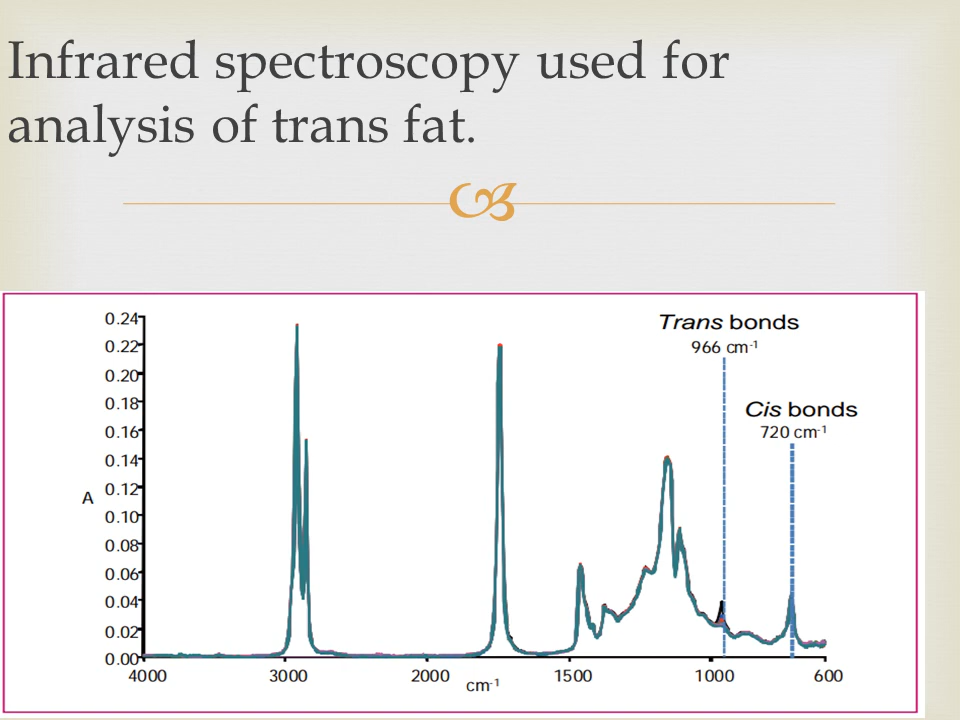 Infrared spectroscopy used for
analysis of trans fat.
Trans bonds
966 cm-1
Cis bonds
720 cm-1
A
0.24
0.22
0.20
0.18
0.16
0.14
0.12
0.10
0.08
0.06
0.04
0.02
0.00
4000 3000 2000 1500 1000 600
cm-1